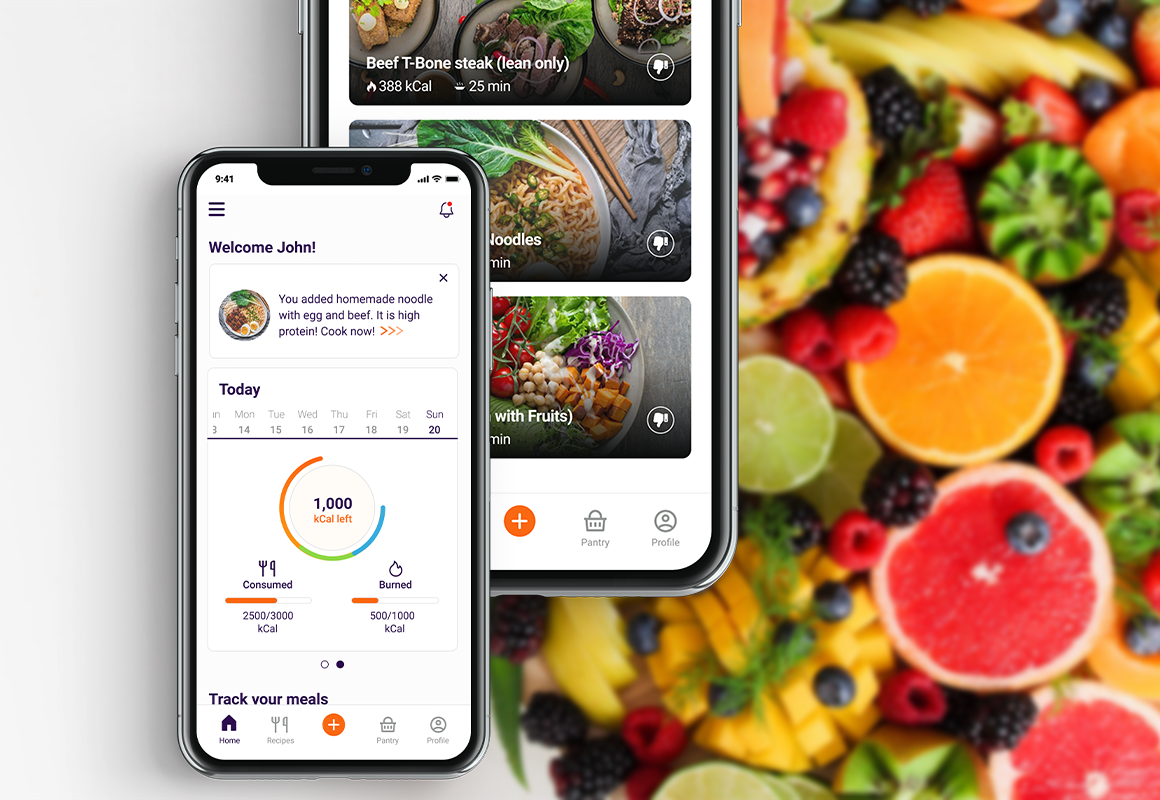 Beef T-Bone steak (lean only)
388 kCal 25 min
Noodles
min
with Fruits)
min
Pantry Profile
9:41
Welcome John!
You added homemade noodle
with egg and beef. It is high
protein! Cook now! >>>
Today
Mon Tue Wed Thu Fri Sat Sun
14 15 16 17 18 19 20
1,000
kCal left
Consumed Burned
2500/3000 500/1000
kCal kCal
Track your meals
Home Recipes Pantry Profile